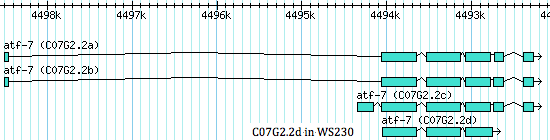 4498k 4497k 4496k 4495k 4494k 4493k
atf-7 (C07G2.2a)
atf-7 (C07G2.2b)
atf-7 (C07G2.2c)
atf-7 (C07G2.2d)
C07G2.2d in WS230